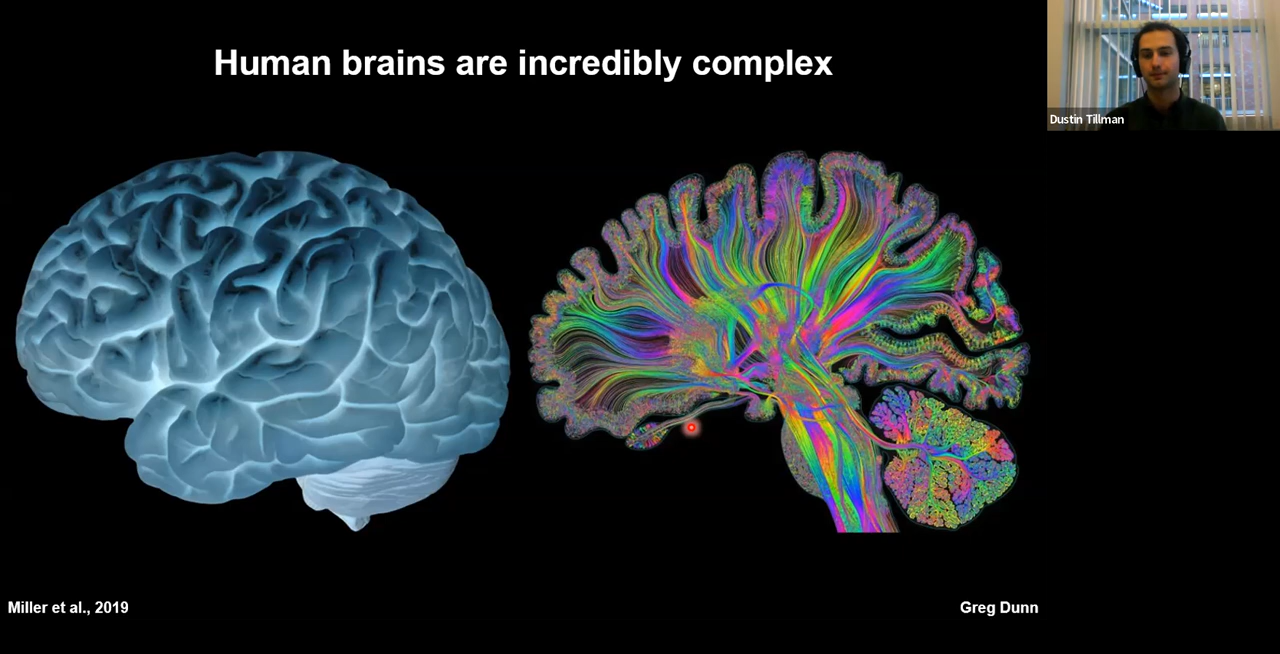 Human brains are incredibly complex
Dustin Tillman
Miller et al., 2019
Greg Dunn